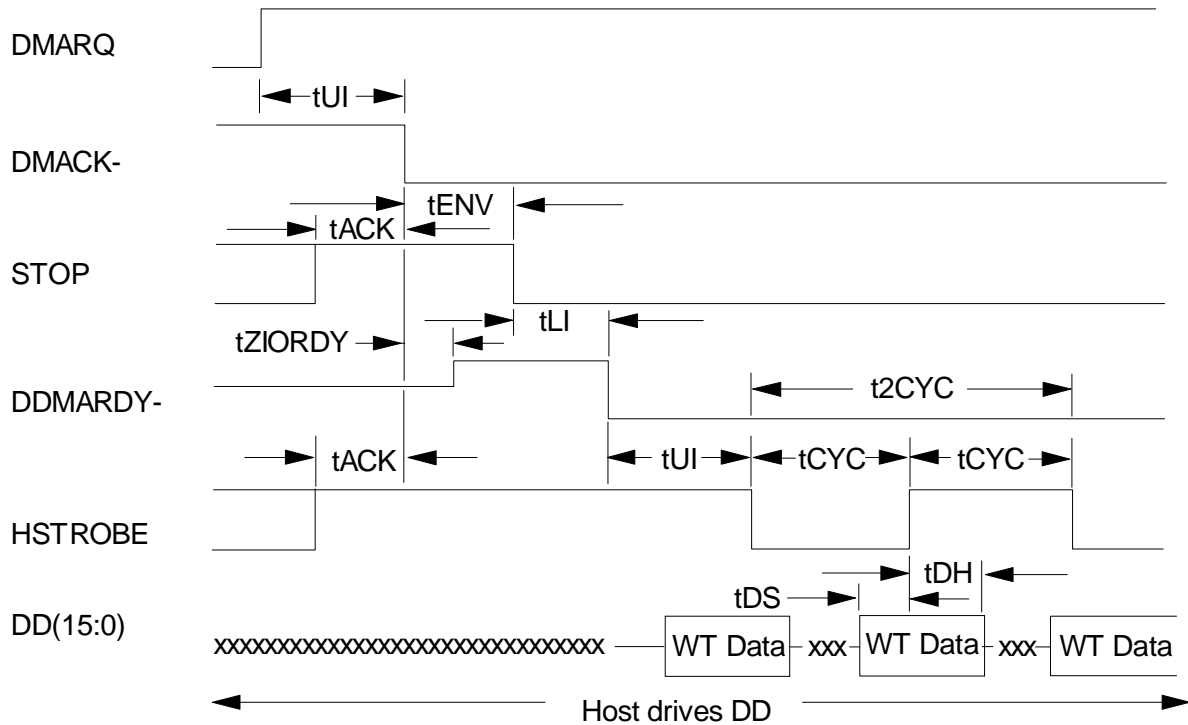 DMARQ
tUI
DMACK-
tENV
tACK
STOP
tLI
tZIORDY
DDMARDY-
t2CYC
tACK
tUI
tCYC
tCYC
HSTROBE
tDH
tDS
DD(15:0)
xxxxxxxxxxxxxxxxxxxxxxxxxxxxxx
WT Data
xxx
WT Data
xxx
WT Data
Host drives DD